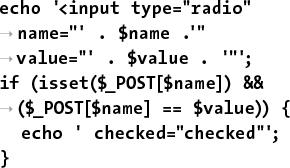 echo '<input type="radio"
→ name="' . $name .'"
→ value="' . $value . '"';
if (isset($_POST[$name]) &&
→ ($_POST[$name] == $value)) {
echo ' checked="checked"';
}